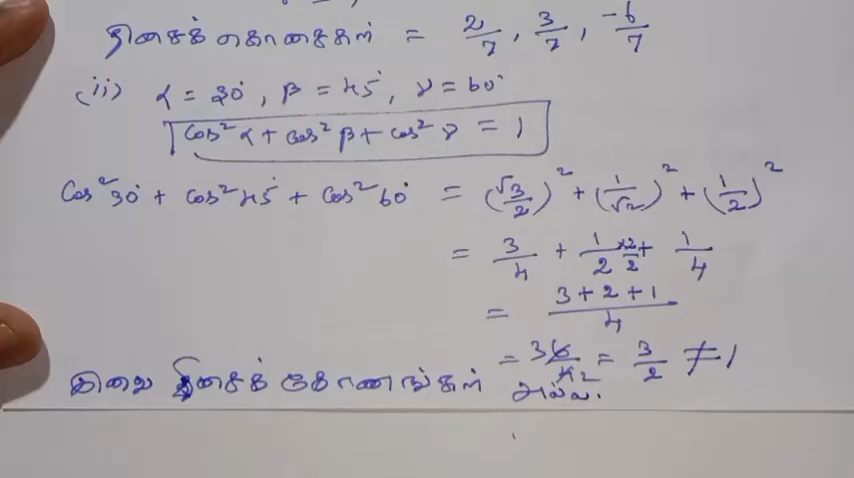 திசைக் கொசைகள் = 2/7, 3/7, -6/7
(ii) α = 30°, β = 45°, γ = 60°
cos²α + cos²β + cos²γ = 1
Cos²30° + cos²45° + cos²60° = (√3/2)² + (1/√2)² + (1/2)²
= 3/4 + 1/2 ×2/2 + 1/4
= 3+2+1/4
= 36/42 = 3/2 ≠ 1
இவை திசைக் கோணங்கள் அல்ல.